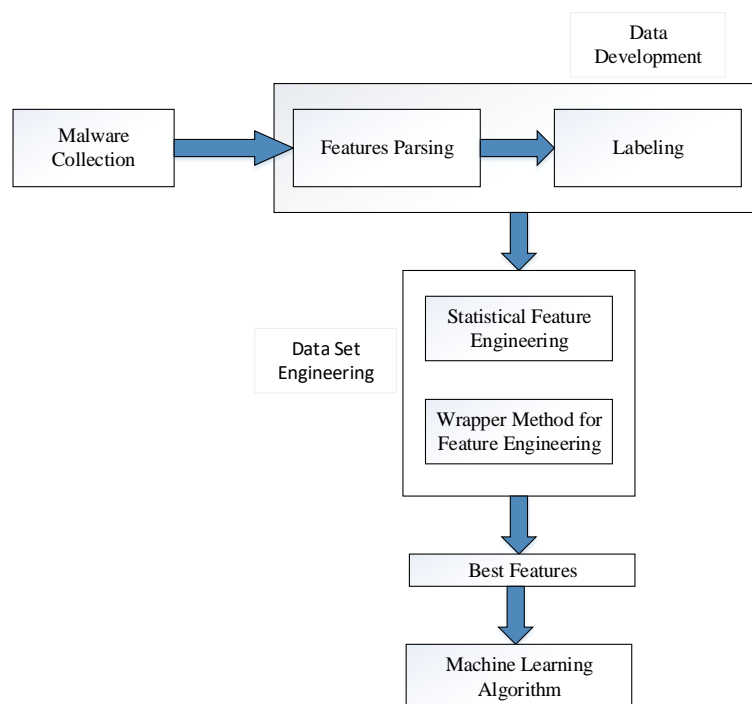 Data
Development
Malware
Collection
Features Parsing
Labeling
Statistical Feature
Engineering
Data Set
Engineering
Wrapper Method for
Feature Engineering
Best Features
Machine Learning
Algorithm